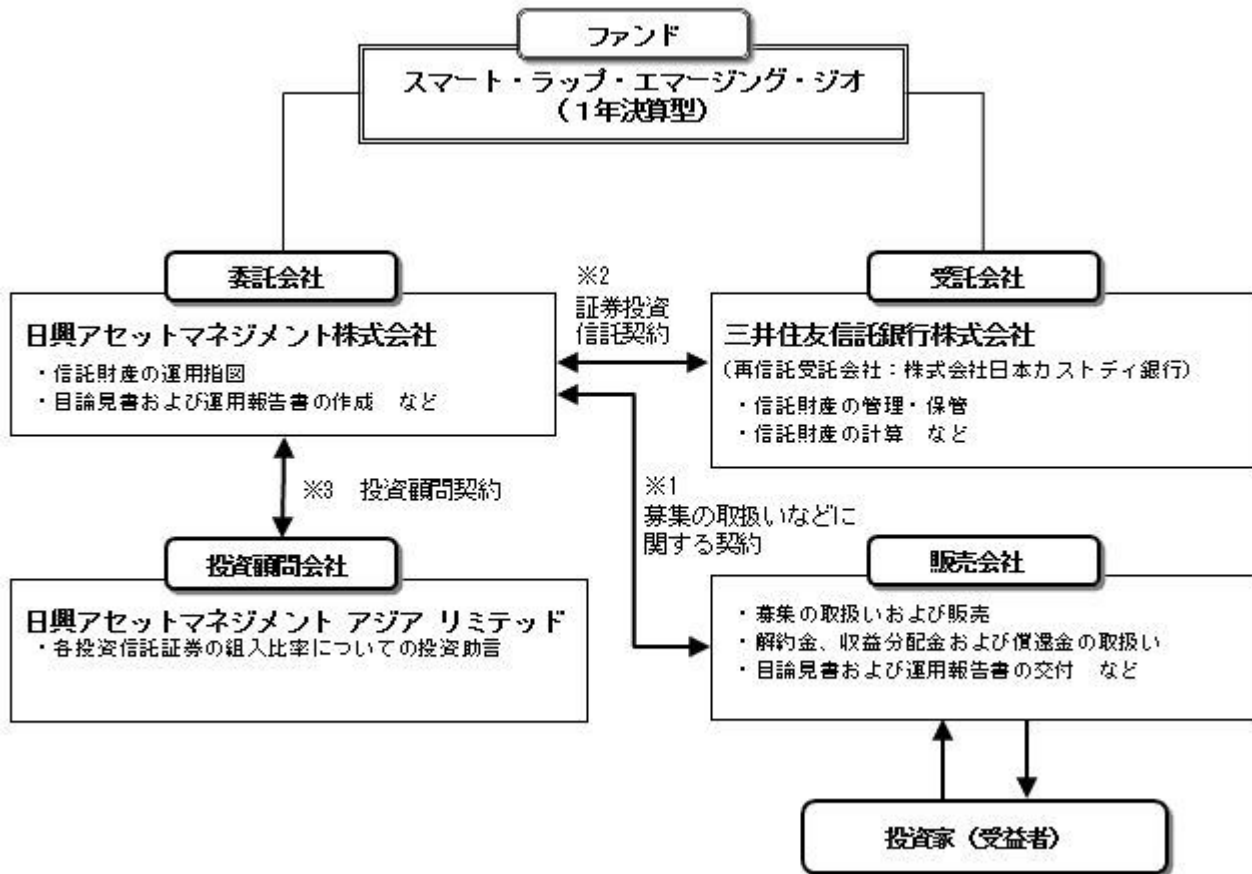 ファンド
スマート・ラップ・エマージング・ジオ
（１年決算型）
委託会社
日興アセットマネジメント株式会社
・信託財産の運用指図
・目論見書および運用報告書の作成　など
※2
証券投資
信託契約
受託会社
三井住友信託銀行株式会社
（再信託受託会社：株式会社日本カストディ銀行）
・信託財産の管理・保管
・信託財産の計算　など
※3　投資顧問契約
※1
募集の取扱いなどに
関する契約
投資顧問会社
日興アセットマネジメント アジア リミテッド
・各投資信託証券の組入比率についての投資助言
販売会社
・募集の取扱いおよび販売
・解約金、収益分配金および償還金の取扱い
・目論見書および運用報告書の交付　など
投資家（受益者）